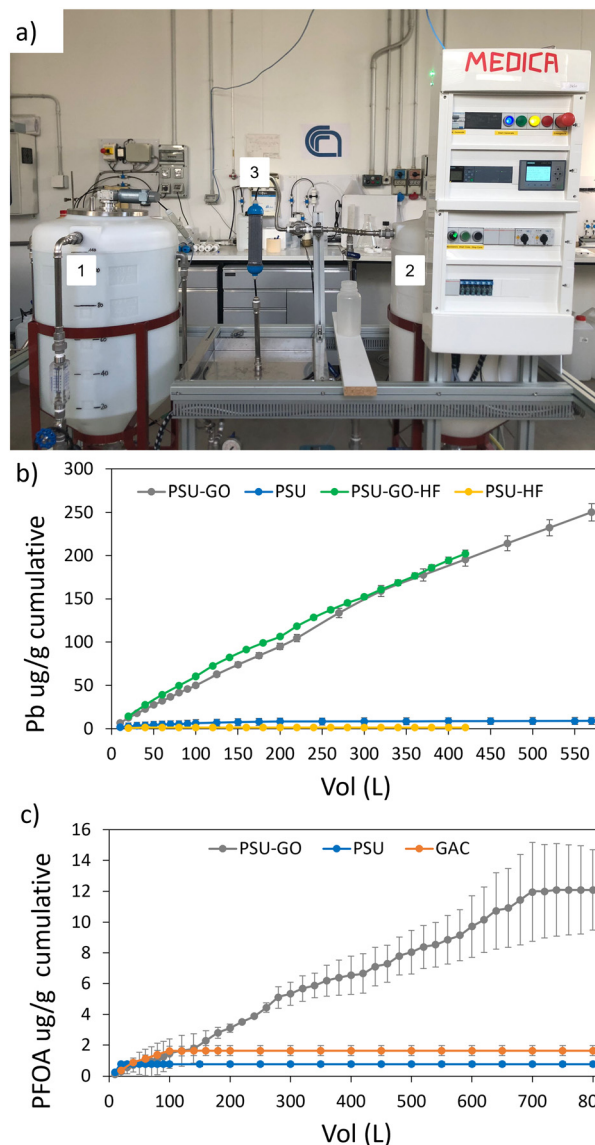 a)
MEDICA
3
1
2
b)
PSU-GO PSU PSU-GO-HF PSU-HF
Pb ug/g cumulative
300
250
200
150
100
50
0
0 50 100 150 200 250 300 350 400 450 500 550
Vol (L)
c)
PSU-GO PSU GAC
PFOA ug/g cumulative
16
14
12
10
8
6
4
2
0
0 100 200 300 400 500 600 700 80
Vol (L)